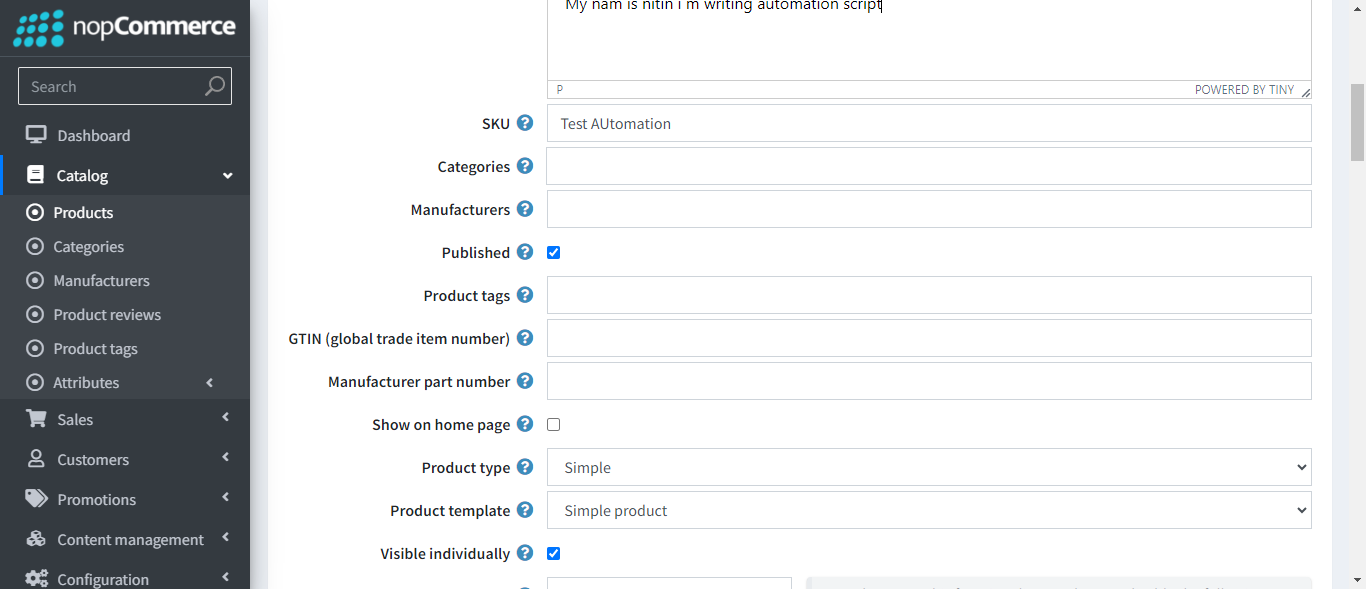 nopCommerce
Search
Dashboard
Catalog
Products
Categories
Manufacturers
Product reviews
Product tags
Attributes
Sales
Customers
Promotions
Content management
Configuration
My nam is nitin i m writing automation script
P
POWERED BY TINY
SKU
Test AUtomation
Categories
Manufacturers
Published
Product tags
GTIN (global trade item number)
Manufacturer part number
Show on home page
Product type
Simple
Product template
Simple product
Visible individually